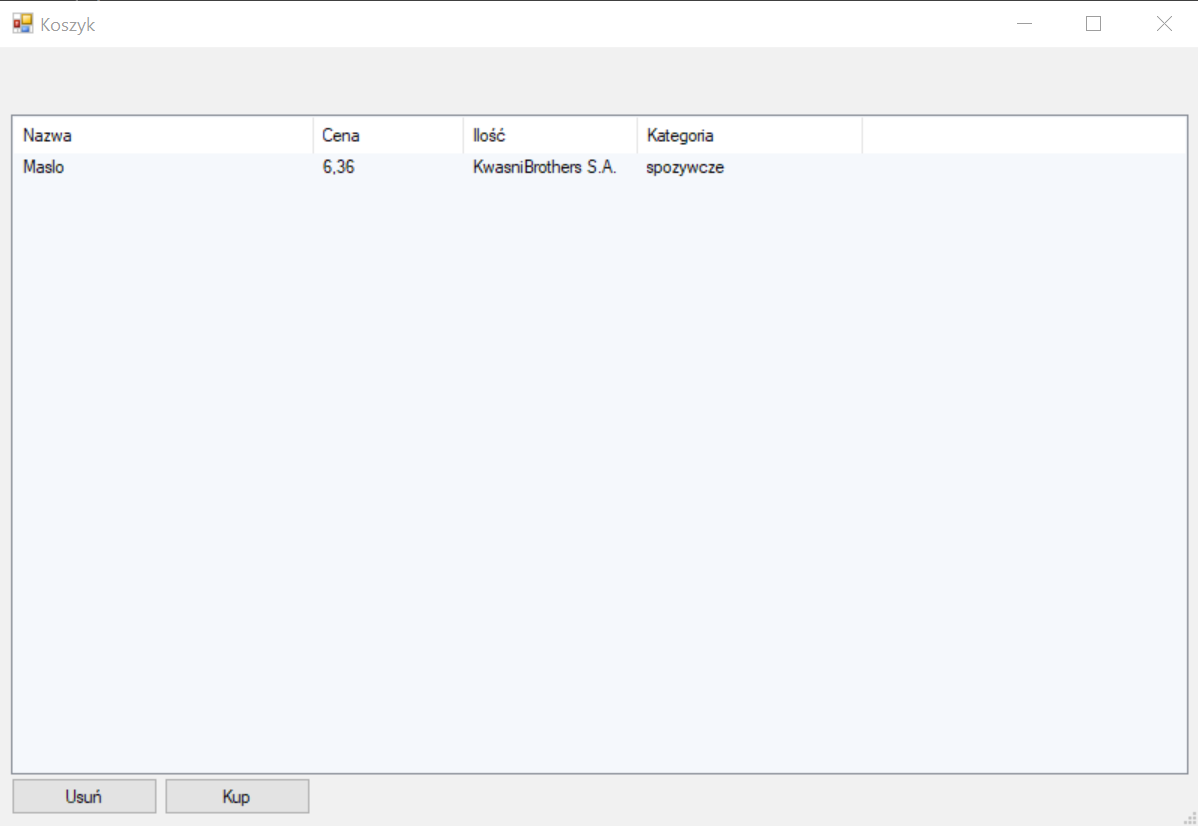 Koszyk
Nazwa Cena Ilość Kategoria
Maslo 6,36 KwasniBrothers S.A. spozywcze
Usuń Kup